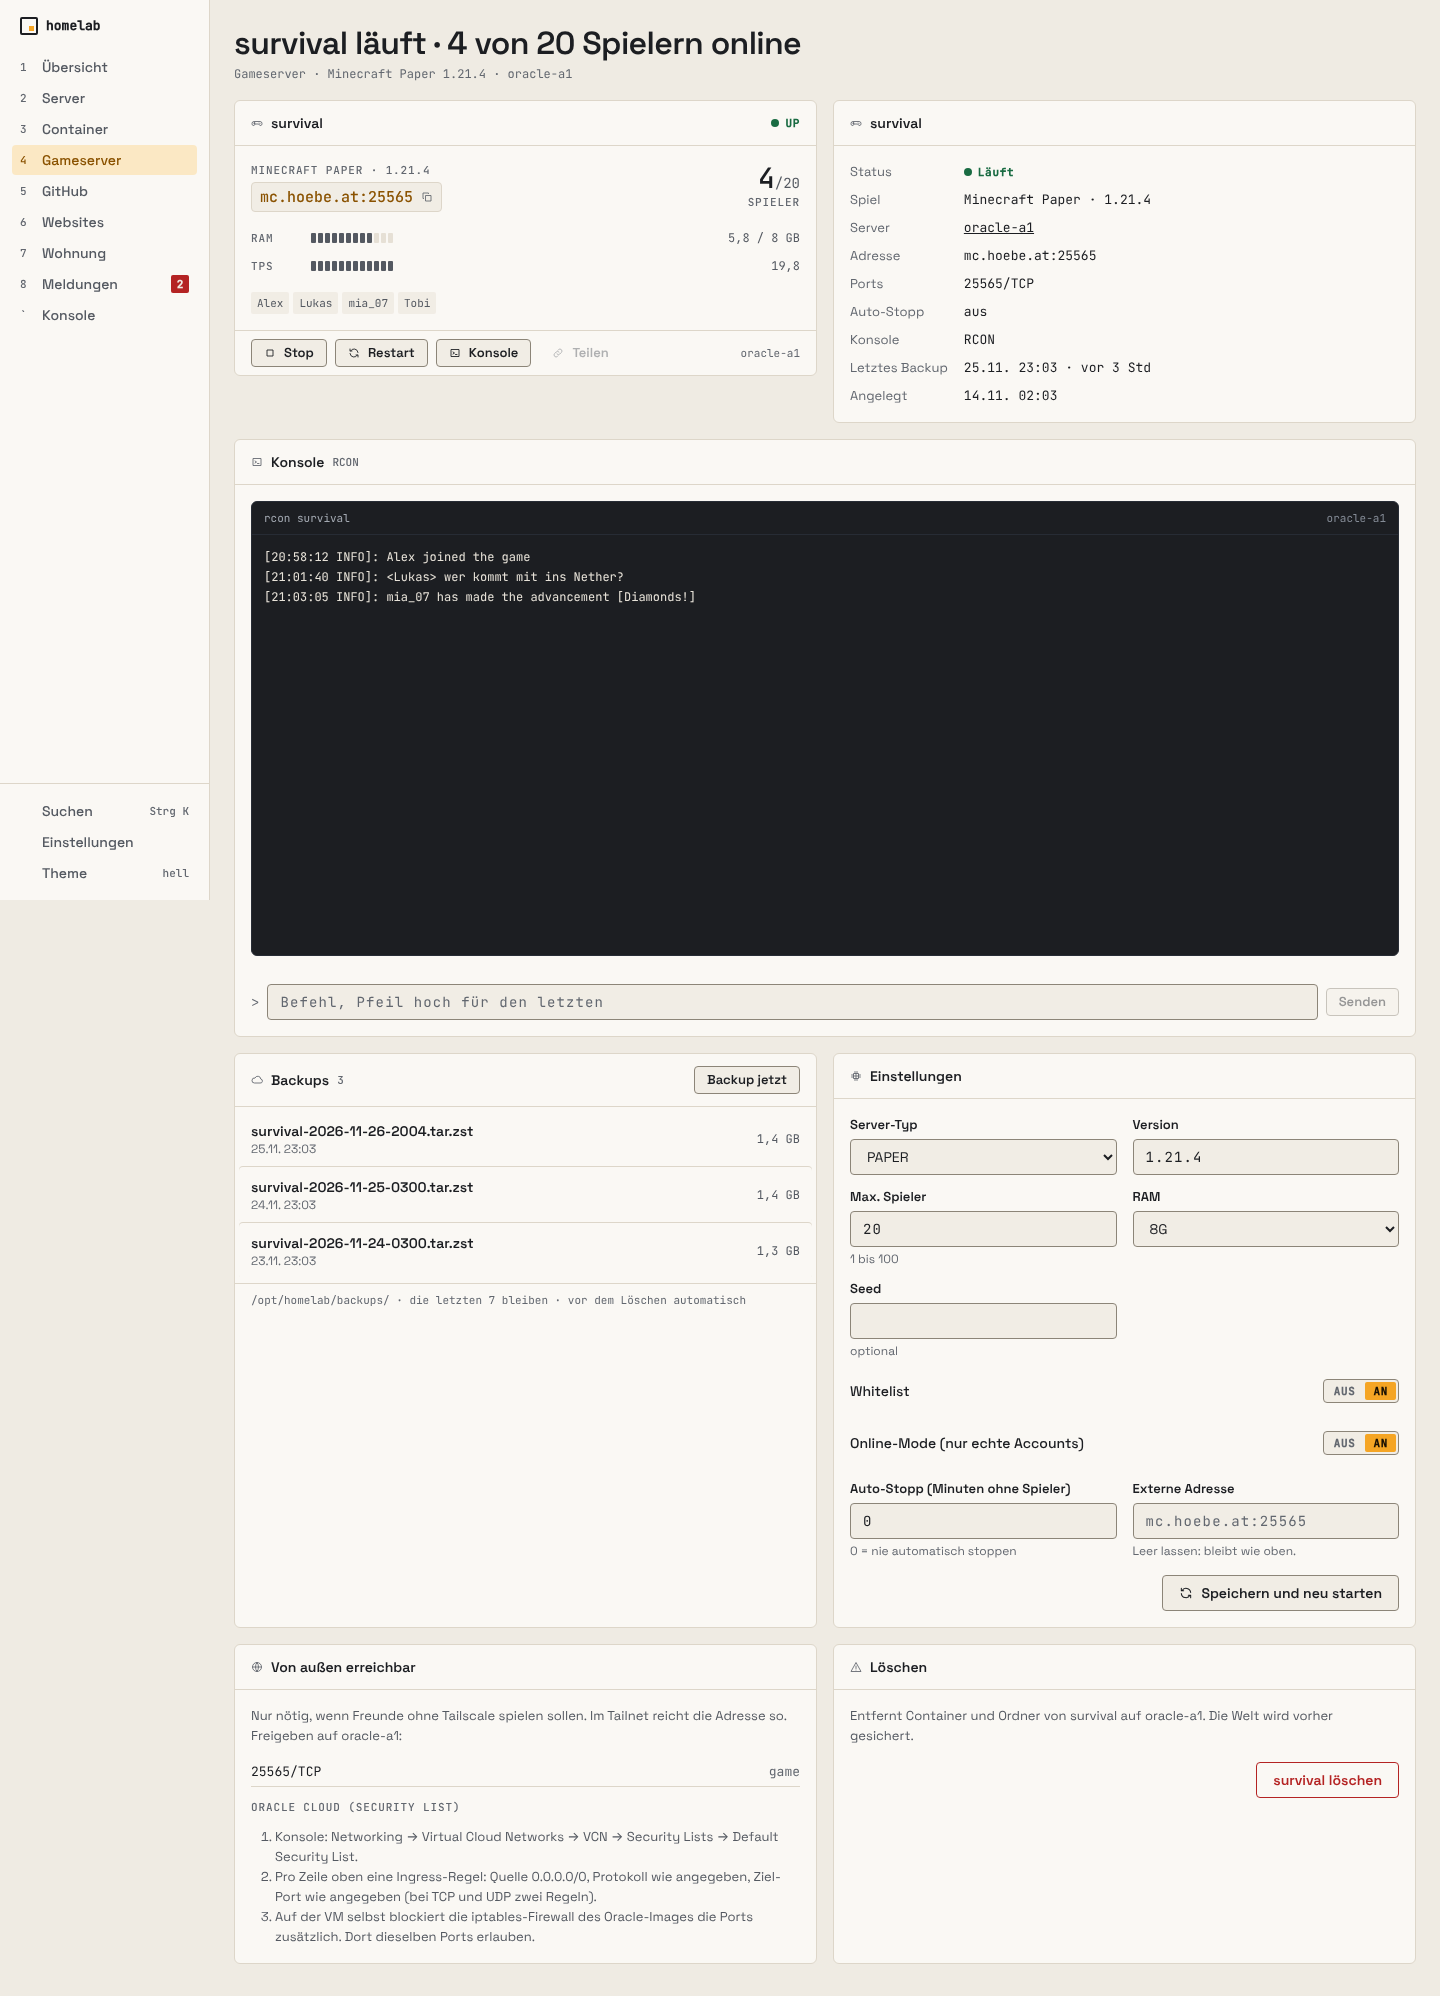 homelab
1 Übersicht
2 Server
3 Container
4 Gameserver
5 GitHub
6 Websites
7 Wohnung
8 Meldungen 2
` Konsole
Suchen Strg K
Einstellungen
Theme hell
survival läuft · 4 von 20 Spielern online
Gameserver · Minecraft Paper 1.21.4 · oracle-a1
survival UP
MINECRAFT PAPER · 1.21.4
mc.hoebe.at:25565
4/20
SPIELER
RAM 5,8 / 8 GB
TPS 19,8
Alex Lukas mia_07 Tobi
Stop Restart Konsole Teilen oracle-a1
survival
Status Läuft
Spiel Minecraft Paper · 1.21.4
Server oracle-a1
Adresse mc.hoebe.at:25565
Ports 25565/TCP
Auto-Stopp aus
Konsole RCON
Letztes Backup 25.11. 23:03 · vor 3 Std
Angelegt 14.11. 02:03
Konsole RCON
rcon survival oracle-a1
[20:58:12 INFO]: Alex joined the game
[21:01:40 INFO]: <Lukas> wer kommt mit ins Nether?
[21:03:05 INFO]: mia_07 has made the advancement [Diamonds!]
> Befehl, Pfeil hoch für den letzten Senden
Backups 3 Backup jetzt
survival-2026-11-26-2004.tar.zst 1,4 GB
25.11. 23:03
survival-2026-11-25-0300.tar.zst 1,4 GB
24.11. 23:03
survival-2026-11-24-0300.tar.zst 1,3 GB
23.11. 23:03
/opt/homelab/backups/ · die letzten 7 bleiben · vor dem Löschen automatisch
Einstellungen
Server-Typ Version
PAPER 1.21.4
Max. Spieler RAM
20 8G
1 bis 100
Seed
optional
Whitelist AUS AN
Online-Mode (nur echte Accounts) AUS AN
Auto-Stopp (Minuten ohne Spieler) Externe Adresse
0 mc.hoebe.at:25565
0 = nie automatisch stoppen Leer lassen: bleibt wie oben.
Speichern und neu starten
Von außen erreichbar
Nur nötig, wenn Freunde ohne Tailscale spielen sollen. Im Tailnet reicht die Adresse so.
Freigeben auf oracle-a1:
25565/TCP game
ORACLE CLOUD (SECURITY LIST)
1. Konsole: Networking → Virtual Cloud Networks → VCN → Security Lists → Default
Security List.
2. Pro Zeile oben eine Ingress-Regel: Quelle 0.0.0.0/0, Protokoll wie angegeben, Ziel-
Port wie angegeben (bei TCP und UDP zwei Regeln).
3. Auf der VM selbst blockiert die iptables-Firewall des Oracle-Images die Ports
zusätzlich. Dort dieselben Ports erlauben.
Löschen
Entfernt Container und Ordner von survival auf oracle-a1. Die Welt wird vorher
gesichert.
survival löschen